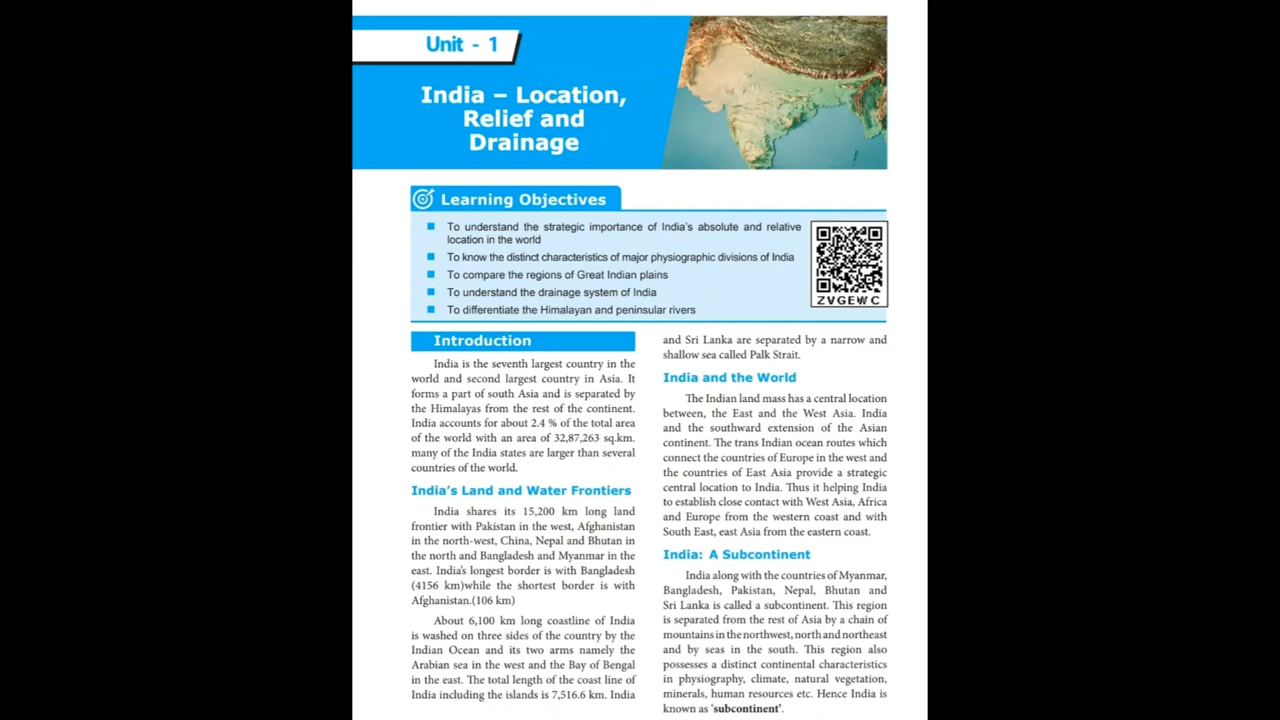 Unit - 1
India – Location,
Relief and
Drainage
Learning Objectives
To understand the strategic importance of India's absolute and relative
location in the world
To know the distinct characteristics of major physiographic divisions of India
To compare the regions of Great Indian plains
To understand the drainage system of India
To differentiate the Himalayan and peninsular rivers
ZVGEWC
Introduction
India is the seventh largest country in the
world and second largest country in Asia. It
forms a part of south Asia and is separated by
the Himalayas from the rest of the continent.
India accounts for about 2.4 % of the total area
of the world with an area of 32,87,263 sq.km.
many of the India states are larger than several
countries of the world.
India's Land and Water Frontiers
India shares its 15,200 km long land
frontier with Pakistan in the west, Afghanistan
in the north-west, China, Nepal and Bhutan in
the north and Bangladesh and Myanmar in the
east. India's longest border is with Bangladesh
(4156 km)while the shortest border is with
Afghanistan.(106 km)
About 6,100 km long coastline of India
is washed on three sides of the country by the
Indian Ocean and its two arms namely the
Arabian sea in the west and the Bay of Bengal
in the east. The total length of the coast line of
India including the islands is 7,516.6 km. India
and Sri Lanka are separated by a narrow and
shallow sea called Palk Strait.
India and the World
The Indian land mass has a central location
between, the East and the West Asia. India
and the southward extension of the Asian
continent. The trans Indian ocean routes which
connect the countries of Europe in the west and
the countries of East Asia provide a strategic
central location to India. Thus it helping India
to establish close contact with West Asia, Africa
and Europe from the western coast and with
South East, east Asia from the eastern coast.
India: A Subcontinent
India along with the countries of Myanmar,
Bangladesh, Pakistan, Nepal, Bhutan and
Sri Lanka is called a subcontinent. This region
is separated from the rest of Asia by a chain of
mountains in the northwest, north and northeast
and by seas in the south. This region also
possesses a distinct continental characteristics
in physiography, climate, natural vegetation,
minerals, human resources etc. Hence India is
known as 'subcontinent'.